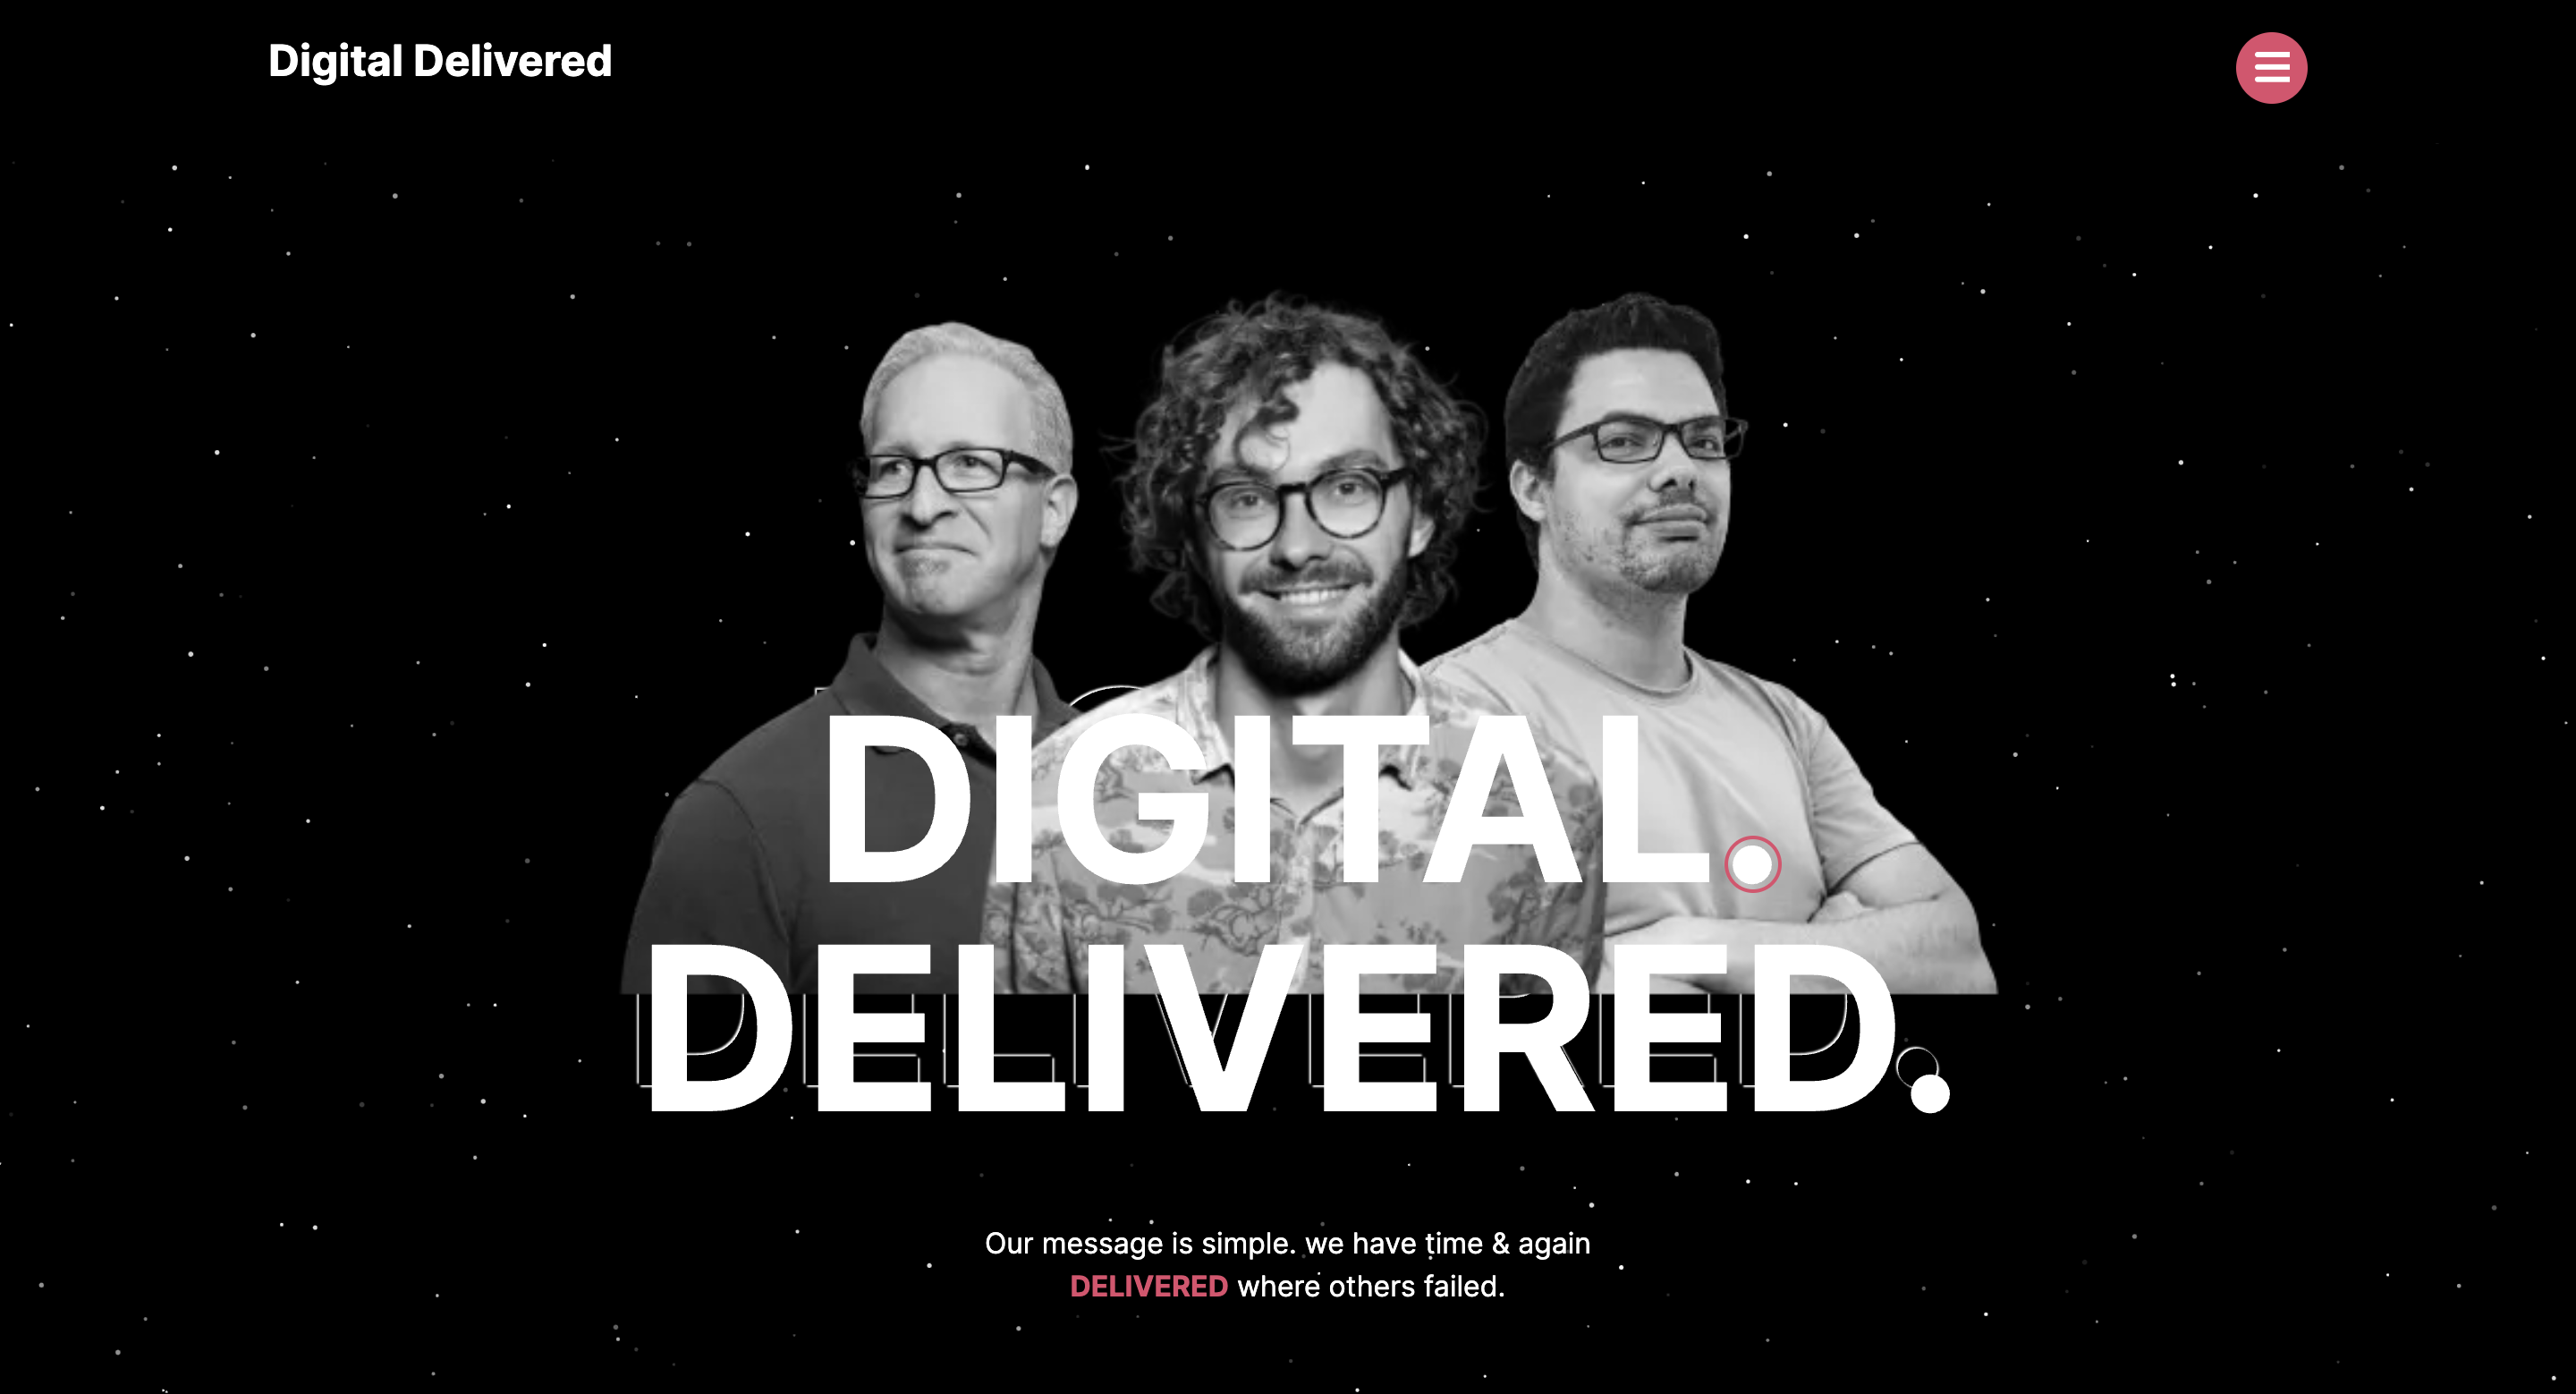 Digital Delivered
DIGITAL.
DELIVERED.
Our message is simple. we have time & again
DELIVERED where others failed.